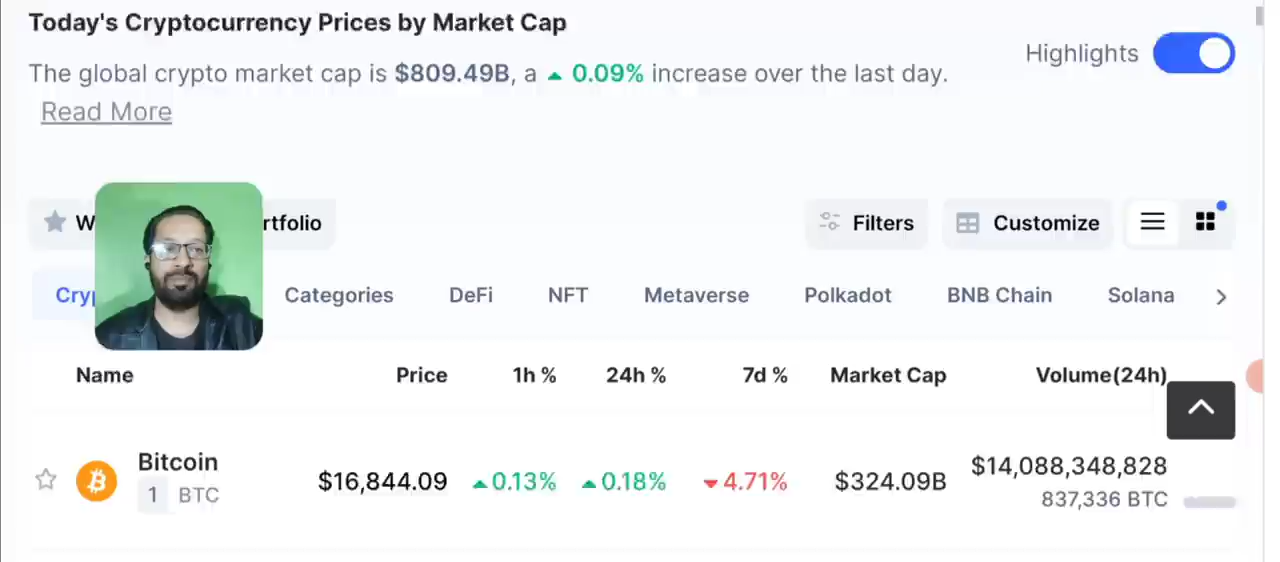 Today's Cryptocurrency Prices by Market Cap
The global crypto market cap is $809.49B, a 0.09% increase over the last day.
Read More
Highlights
Filters
Customize
Categories
DeFi
NFT
Metaverse
Polkadot
BNB Chain
Solana
Name Price 1h % 24h % 7d % Market Cap Volume(24h)
Bitcoin
1 BTC
$16,844.09 0.13% 0.18% 4.71% $324.09B $14,088,348,828
837,336 BTC